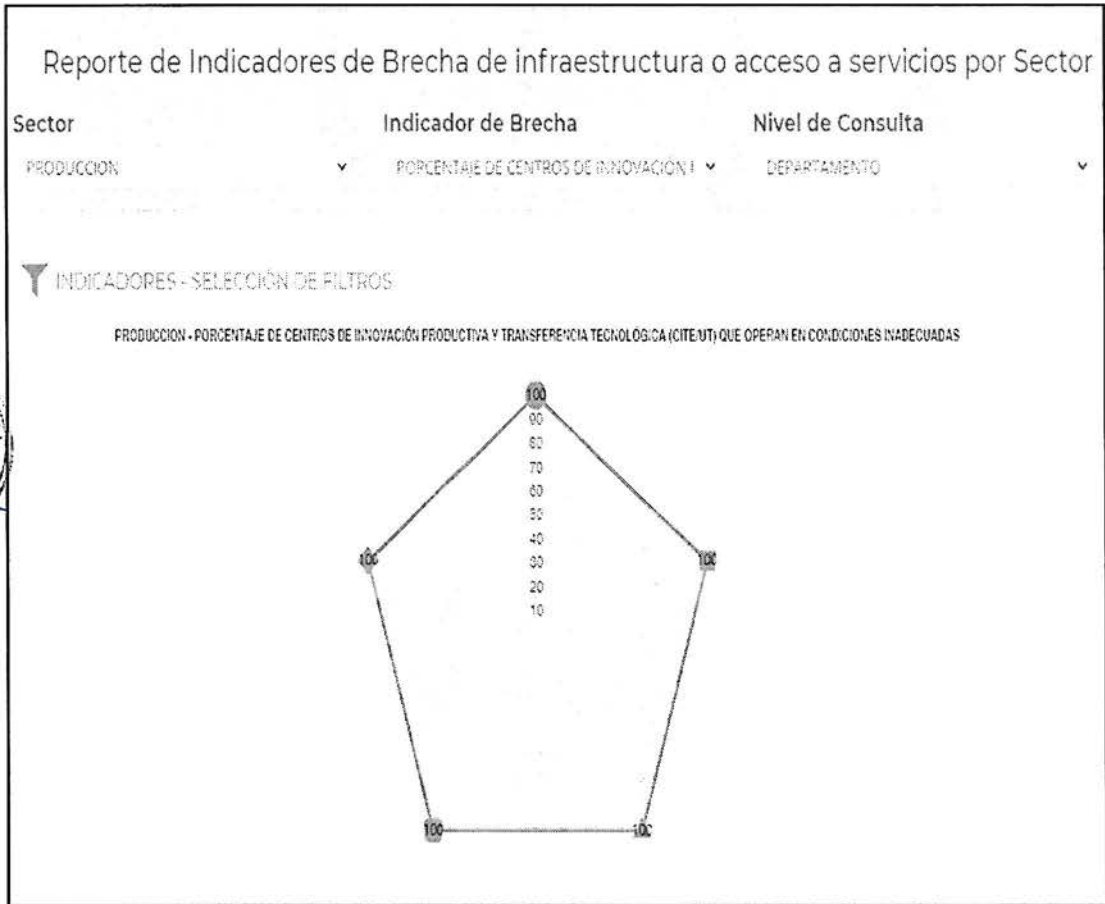 Reporte de Indicadores de Brecha de infraestructura o acceso a servicios por Sector
Sector Indicador de Brecha Nivel de Consulta
PRODUCCION PORCENTAJE DE CENTROS DE INNOVACIÓN DEPARTAMENTO
INDICADORES - SELECCIÓN DE FILTROS
PRODUCCION - PORCENTAJE DE CENTROS DE INNOVACIÓN PRODUCTIVA Y TRANSFERENCIA TECNOLÓGICA (CITE/UT) QUE OPERAN EN CONDICIONES INADECUADAS
100
90
80
70
60
50
40
100 30 100
20
10
100 100